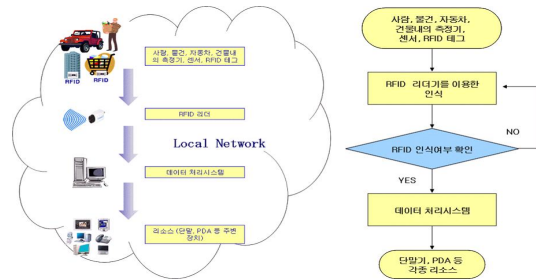 사람, 물건, 자동차, 건물내
의 측정기, 센서, RFID 태그
RFID RFID
RFID 리더
Local Network
데이터 처리시스템
리소스 (단말, PDA 등 주변
장치)
사람, 물건, 자동차,
건물내의 측정기,
센서, RFID 태그
RFID 리더기를 이용한
인식
NO
RFID 인식여부 확인
YES
데이터 처리시스템
단말기, PDA 등
각종 리소스